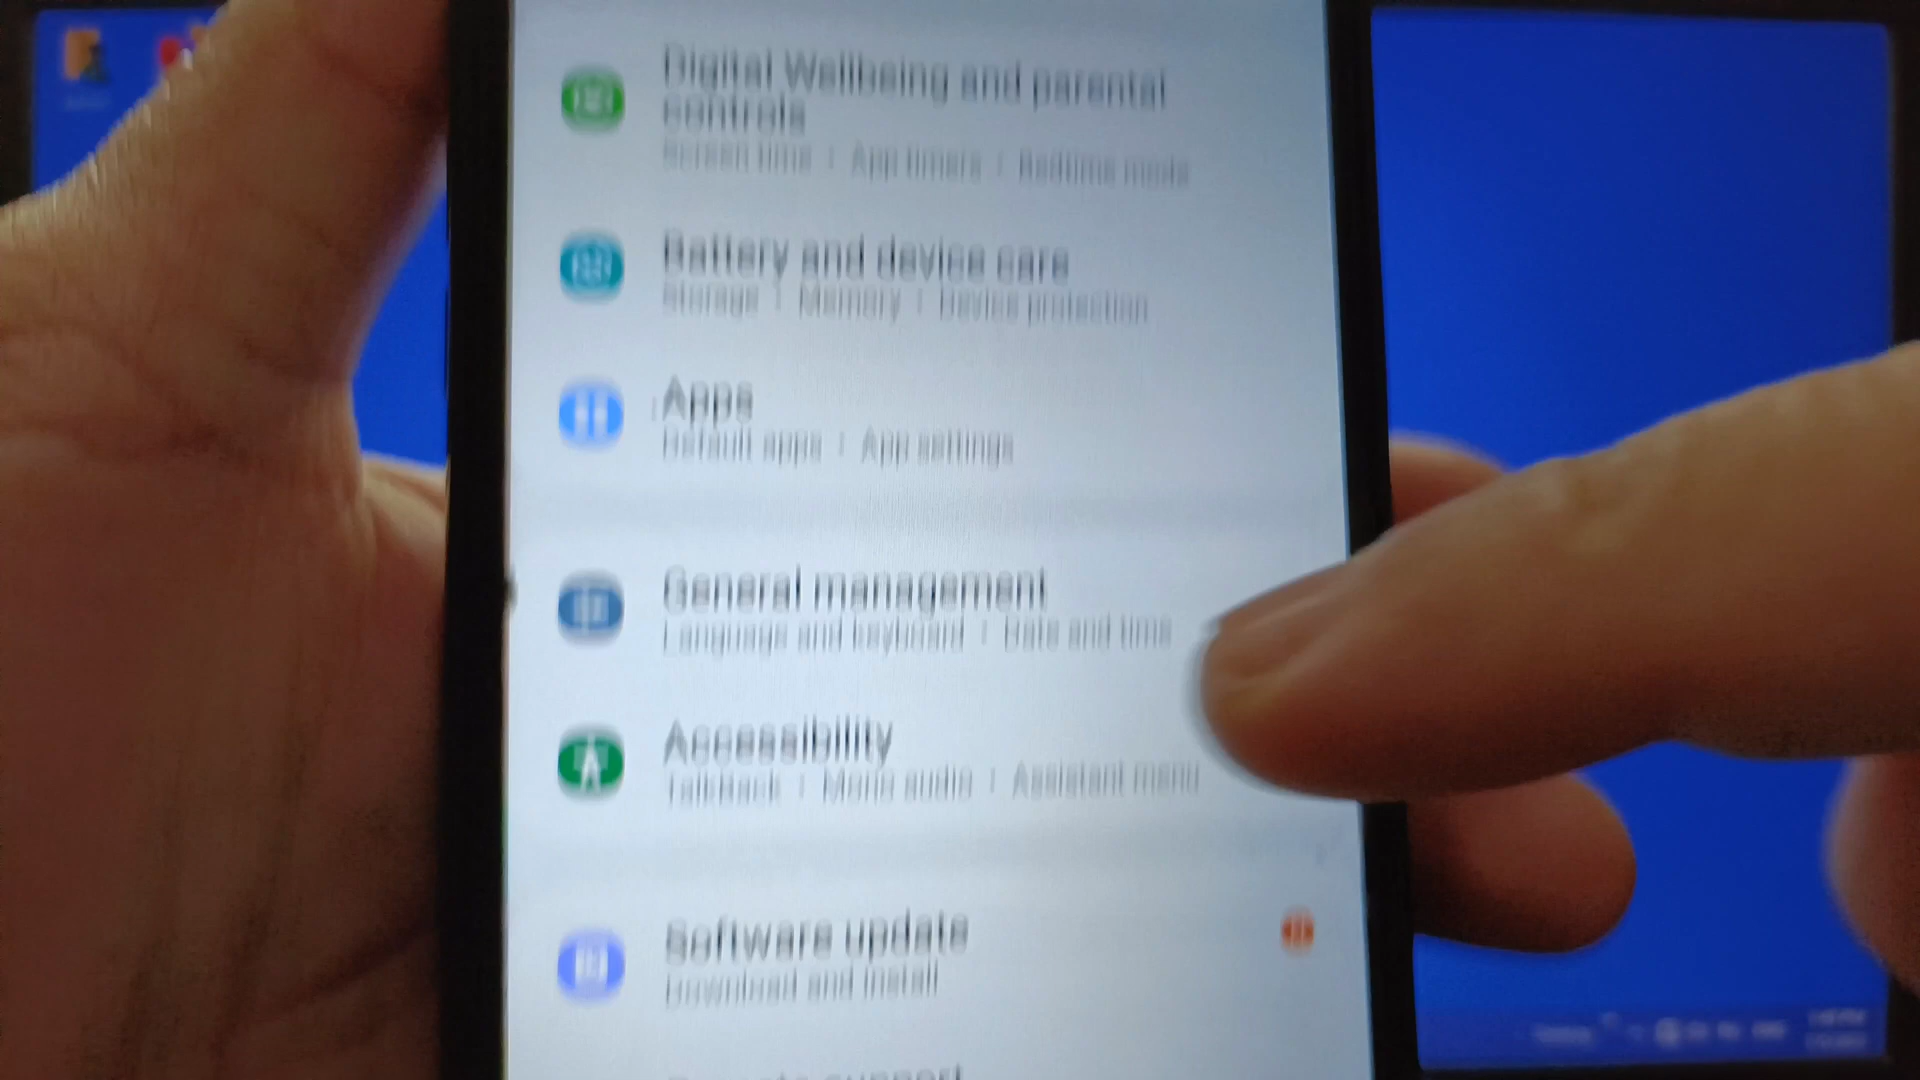 Digital Wellbeing and parental
controls
Screen time | App timers | Bedtime mode
Battery and device care
Storage | Memory | Device protection
Apps
Default apps | App settings
General management
Language and keyboard | Date and time
Accessibility
TalkBack | Mono audio | Assistant menu
Software update
Download and install
support